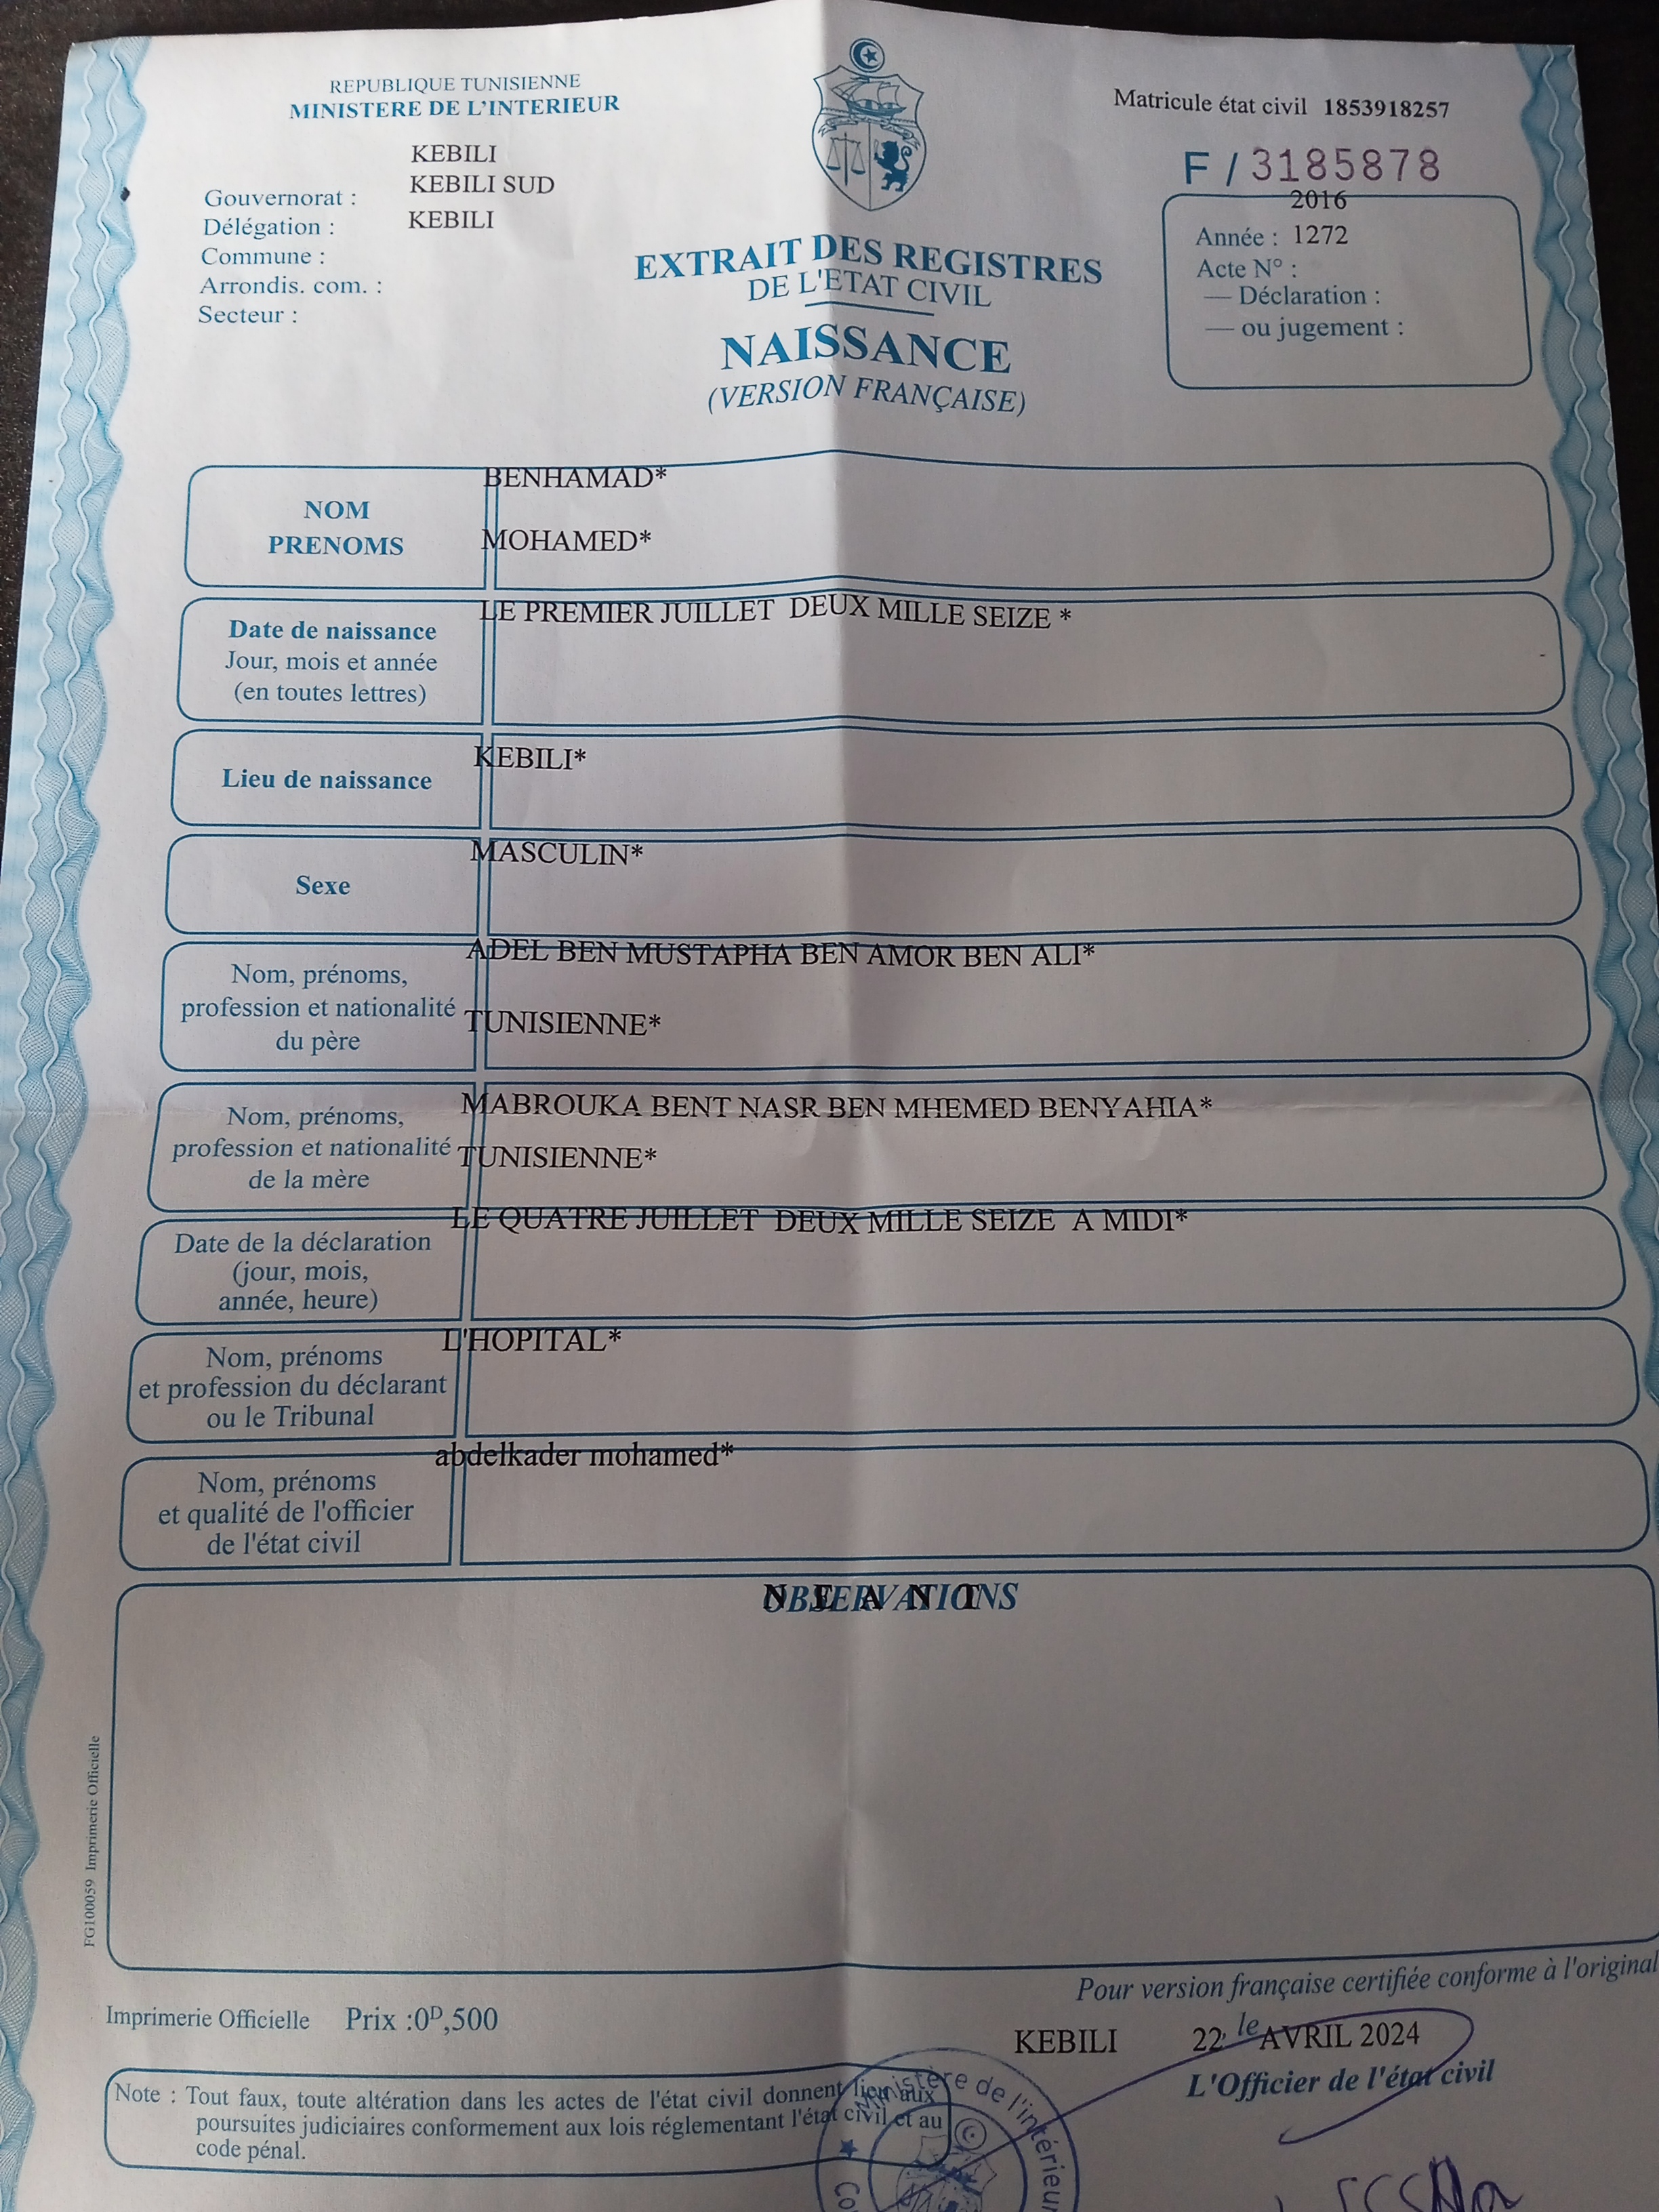 REPUBLIQUE TUNISIENNE
MINISTERE DE L'INTERIEUR
KEBILI
KEBILI SUD
Gouvernorat :
KEBILI
Délégation :
Commune :
Arrondis. com. :
Secteur :
Matricule état civil 1853918257
F / 3185878
2016
Année : 1272
Acte N° :
— Déclaration :
— ou jugement :
EXTRAIT DES REGISTRES
DE L'ETAT CIVIL
NAISSANCE
(VERSION FRANÇAISE)
NOM
PRENOMS
BENHAMAD*
MOHAMED*
Date de naissance
Jour, mois et année
(en toutes lettres)
LE PREMIER JUILLET DEUX MILLE SEIZE *
Lieu de naissance
KEBILI*
Sexe
MASCULIN*
Nom, prénoms,
profession et nationalité
du père
ADEL BEN MUSTAPHA BEN AMOR BEN ALI*
TUNISIENNE*
Nom, prénoms,
profession et nationalité
de la mère
MABROUKA BENT NASR BEN MHEMED BENYAHIA*
TUNISIENNE*
Date de la déclaration
(jour, mois,
année, heure)
LE QUATRE JUILLET DEUX MILLE SEIZE A MIDI*
Nom, prénoms
et profession du déclarant
ou le Tribunal
L'HOPITAL*
Nom, prénoms
et qualité de l'officier
de l'état civil
abdelkader mohamed*
OBSERVATIONS
N E A N T
FG100059 Imprimerie Officielle
Pour version française certifiée conforme à l'original
Imprimerie Officielle Prix :0D,500
KEBILI 22, le AVRIL 2024
L'Officier de l'état civil
Note : Tout faux, toute altération dans les actes de l'état civil donnent lieu aux
poursuites judiciaires conformement aux lois réglementant l'état civil et au
code pénal.
Ministère de l'intérieur